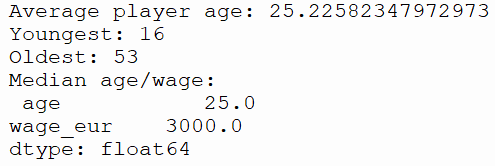 Average player age: 25.22582347972973
Youngest: 16
Oldest: 53
Median age/wage:
 age         25.0
wage_eur    3000.0
dtype: float64